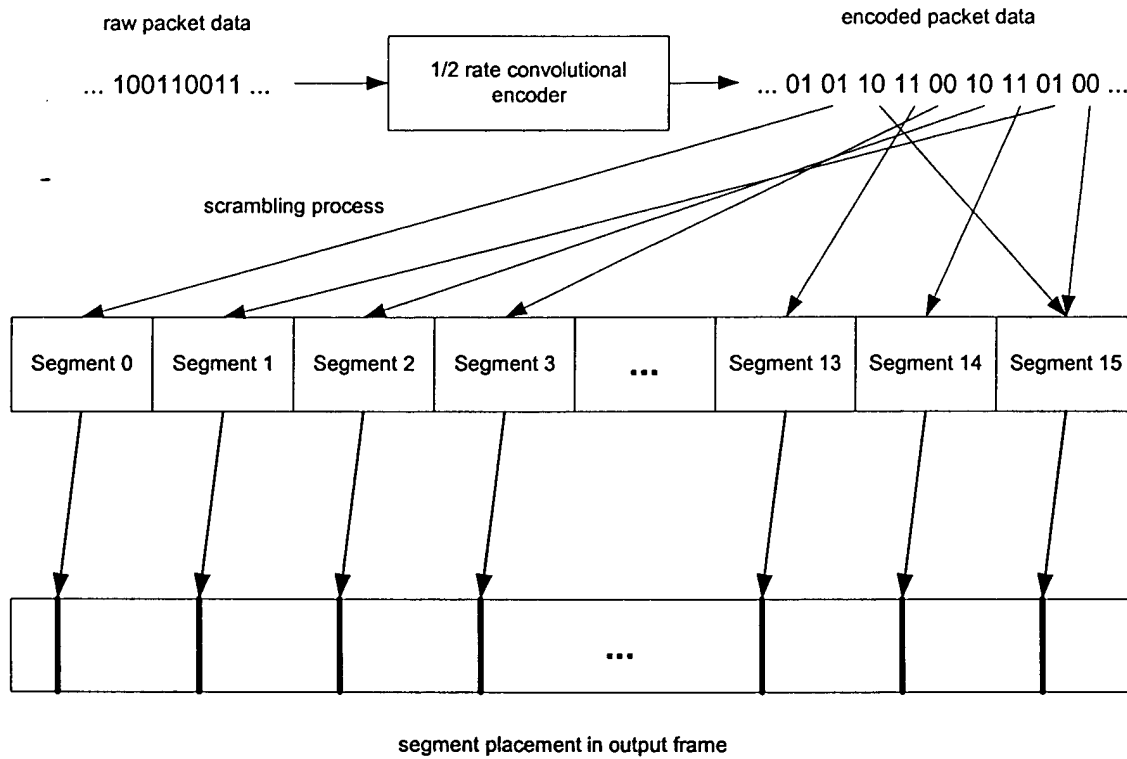 raw packet data
encoded packet data
... 100110011 ...
1/2 rate convolutional
encoder
... 01 01 10 11 00 10 11 01 00 ...
scrambling process
Segment 0
Segment 1
Segment 2
Segment 3
...
Segment 13
Segment 14
Segment 15
...
segment placement in output frame